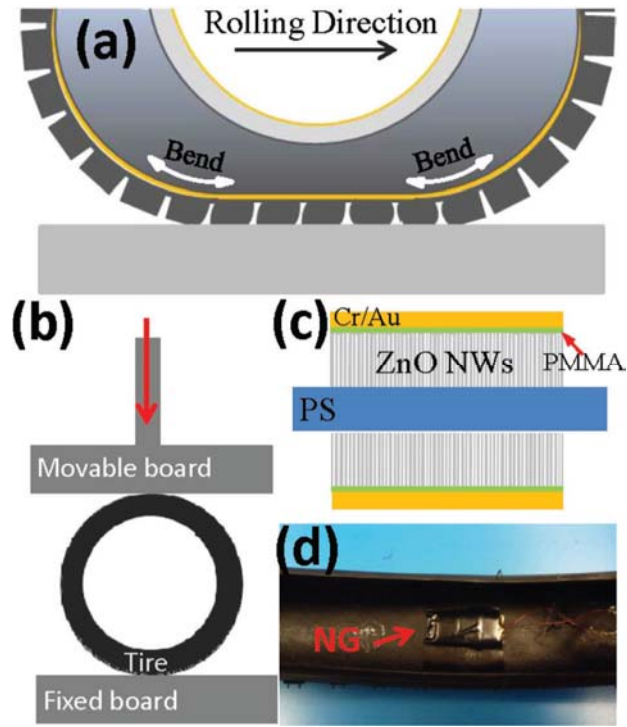 (a)
Rolling Direction
Bend
Bend
(b)
Movable board
Tire
Fixed board
(c)
Cr/Au
ZnO NWs
PMMA
PS
(d)
NG